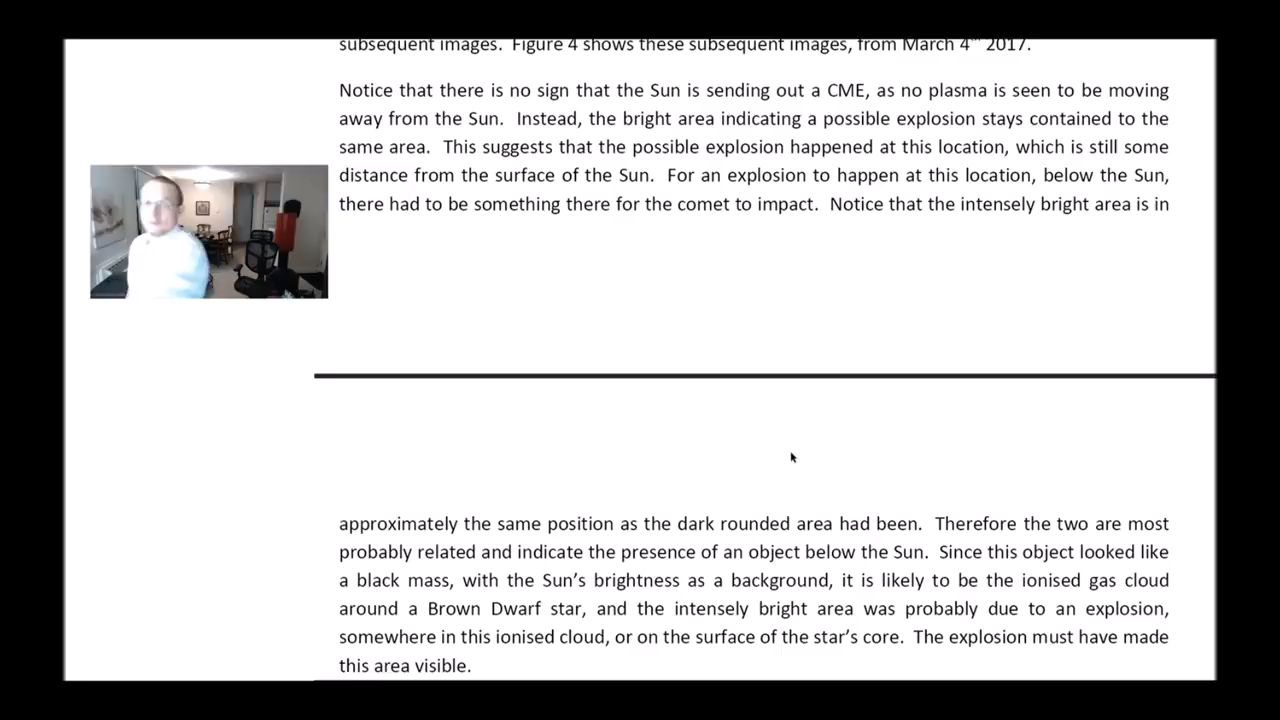 subsequent images. Figure 4 shows these subsequent images, from March 4th 2017.
Notice that there is no sign that the Sun is sending out a CME, as no plasma is seen to be moving
away from the Sun. Instead, the bright area indicating a possible explosion stays contained to the
same area. This suggests that the possible explosion happened at this location, which is still some
distance from the surface of the Sun. For an explosion to happen at this location, below the Sun,
there had to be something there for the comet to impact. Notice that the intensely bright area is in
approximately the same position as the dark rounded area had been. Therefore the two are most
probably related and indicate the presence of an object below the Sun. Since this object looked like
a black mass, with the Sun’s brightness as a background, it is likely to be the ionised gas cloud
around a Brown Dwarf star, and the intensely bright area was probably due to an explosion,
somewhere in this ionised cloud, or on the surface of the star’s core. The explosion must have made
this area visible.